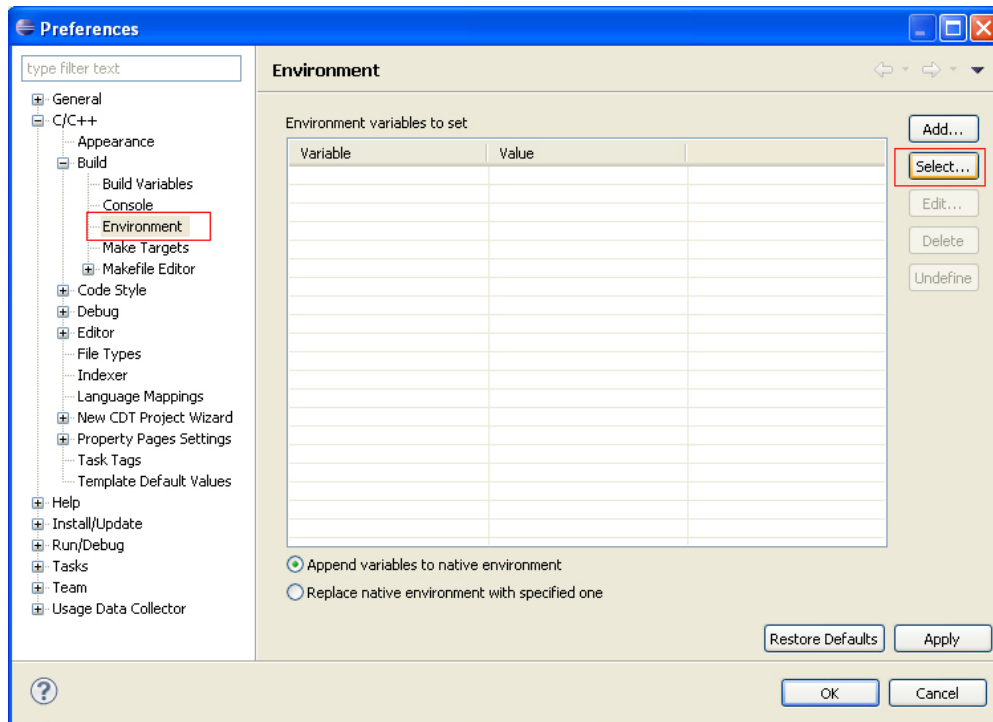 Preferences
type filter text
General
C/C++
Appearance
Build
Build Variables
Console
Environment
Make Targets
Makefile Editor
Code Style
Debug
Editor
File Types
Indexer
Language Mappings
New CDT Project Wizard
Property Pages Settings
Task Tags
Template Default Values
Help
Install/Update
Run/Debug
Tasks
Team
Usage Data Collector
Environment
Environment variables to set
Variable Value
Add...
Select...
Edit...
Delete
Undefine
Append variables to native environment
Replace native environment with specified one
Restore Defaults Apply
OK Cancel